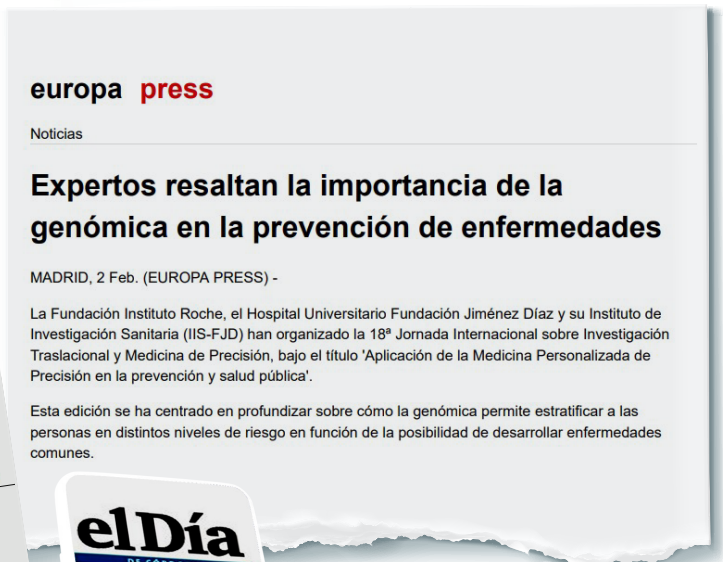 europa press
Noticias
Expertos resaltan la importancia de la
genómica en la prevención de enfermedades
MADRID, 2 Feb. (EUROPA PRESS) -
La Fundación Instituto Roche, el Hospital Universitario Fundación Jiménez Díaz y su Instituto de
Investigación Sanitaria (IIS-FJD) han organizado la 18ª Jornada Internacional sobre Investigación
Traslacional y Medicina de Precisión, bajo el título 'Aplicación de la Medicina Personalizada de
Precisión en la prevención y salud pública'.
Esta edición se ha centrado en profundizar sobre cómo la genómica permite estratificar a las
personas en distintos niveles de riesgo en función de la posibilidad de desarrollar enfermedades
comunes.
el Día